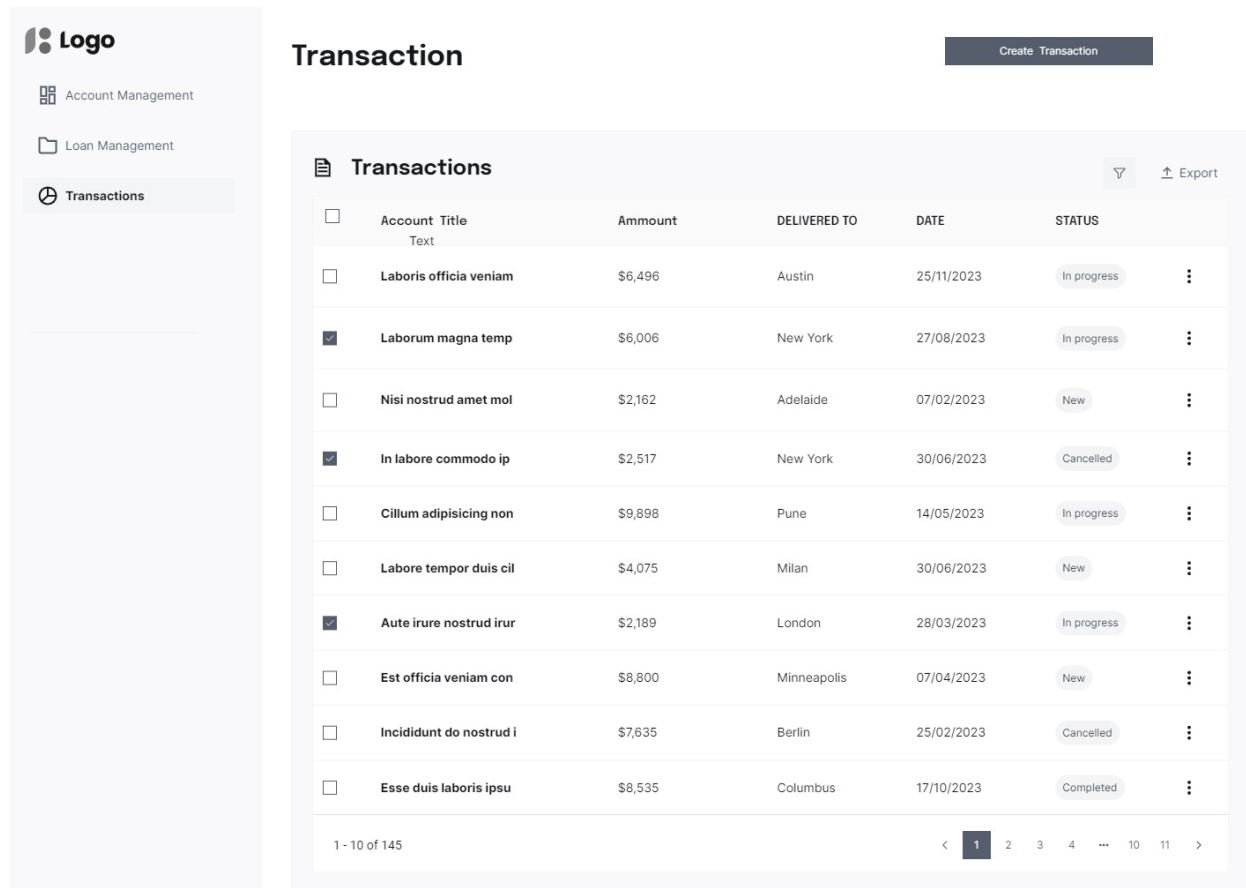 Logo
Account Management
Loan Management
Transactions
Transaction
Create Transaction
Transactions
Export
Account Title Ammount DELIVERED TO DATE STATUS
Text
Laboris officia veniam $6,496 Austin 25/11/2023 In progress
Laborum magna temp $6,006 New York 27/08/2023 In progress
Nisi nostrud amet mol $2,162 Adelaide 07/02/2023 New
In labore commodo ip $2,517 New York 30/06/2023 Cancelled
Cillum adipisicing non $9,898 Pune 14/05/2023 In progress
Labore tempor duis cil $4,075 Milan 30/06/2023 New
Aute irure nostrud irur $2,189 London 28/03/2023 In progress
Est officia veniam con $8,800 Minneapolis 07/04/2023 New
Incididunt do nostrud i $7,635 Berlin 25/02/2023 Cancelled
Esse duis laboris ipsu $8,535 Columbus 17/10/2023 Completed
1 - 10 of 145 < 1 2 3 4 ••• 10 11 >